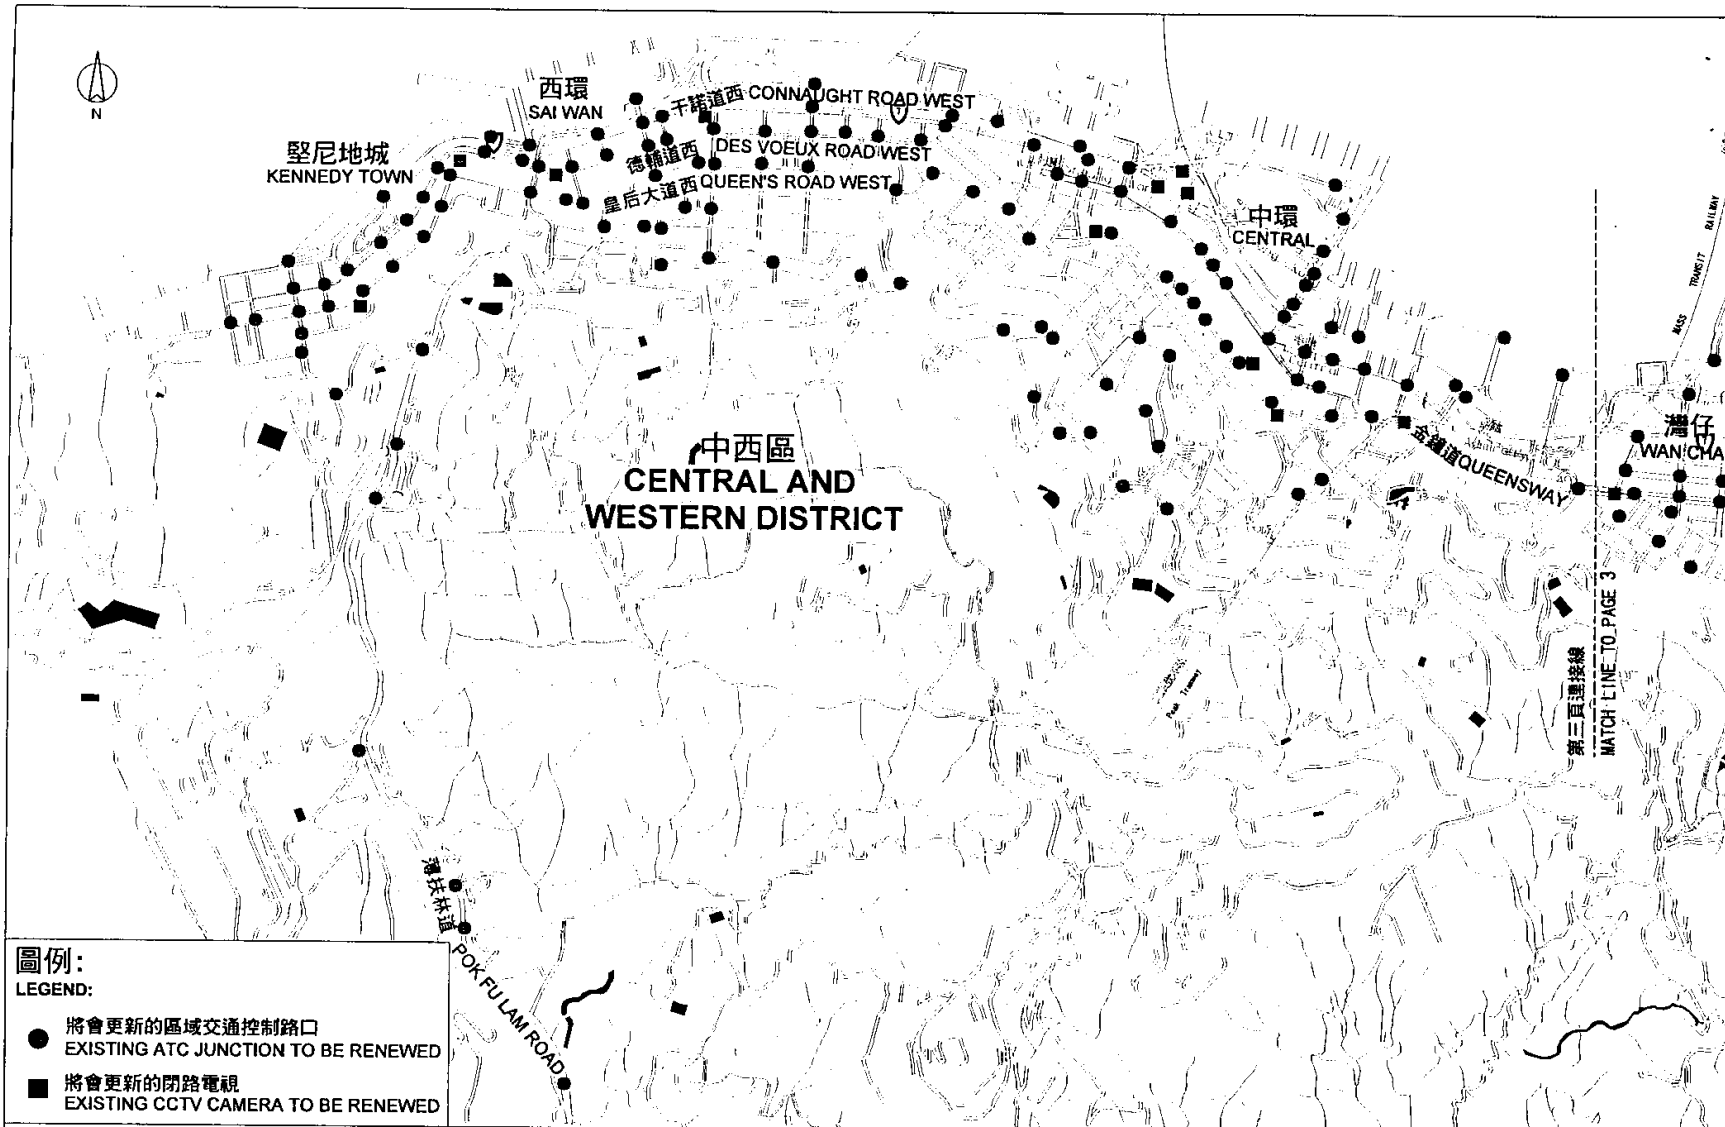 N
西環
SAI WAN
干諾道西 CONNAUGHT ROAD WEST
堅尼地城
KENNEDY TOWN
德輔道西 DES VOEUX ROAD WEST
皇后大道西 QUEEN'S ROAD WEST
中環
CENTRAL
MASS TRANSIT RAILWAY
灣仔
WAN CHA
金鐘道 QUEENSWAY
中西區
CENTRAL AND
WESTERN DISTRICT
第三頁連接線
MATCH LINE TO PAGE 3
Peak Tramway
薄扶林道 POK FU LAM ROAD
圖例:
LEGEND:
將會更新的區域交通控制路口
EXISTING ATC JUNCTION TO BE RENEWED
將會更新的閉路電視
EXISTING CCTV CAMERA TO BE RENEWED